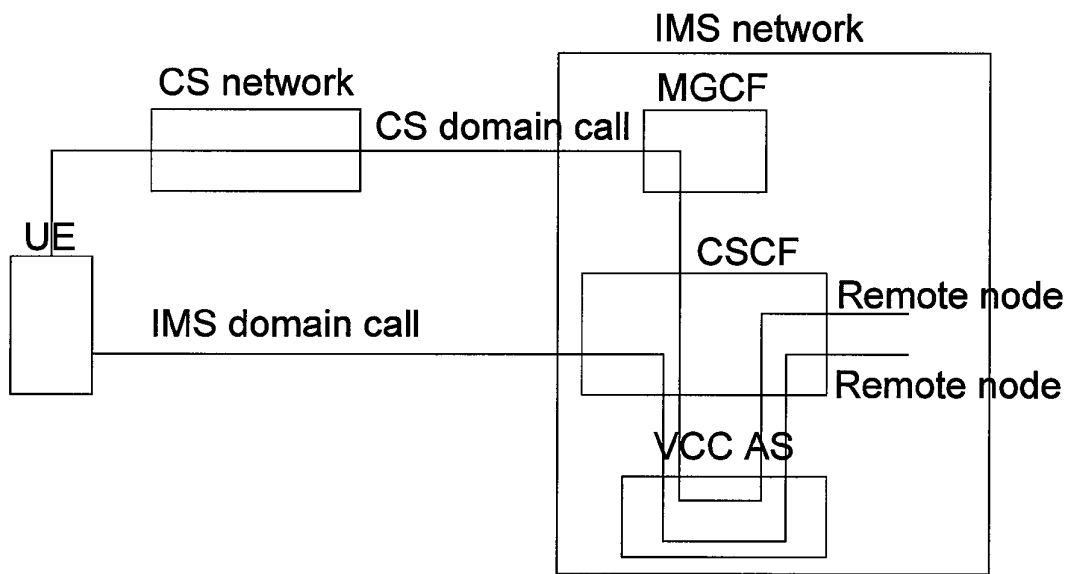 IMS network
CS network
MGCF
CS domain call
UE
CSCF
Remote node
IMS domain call
Remote node
VCC AS